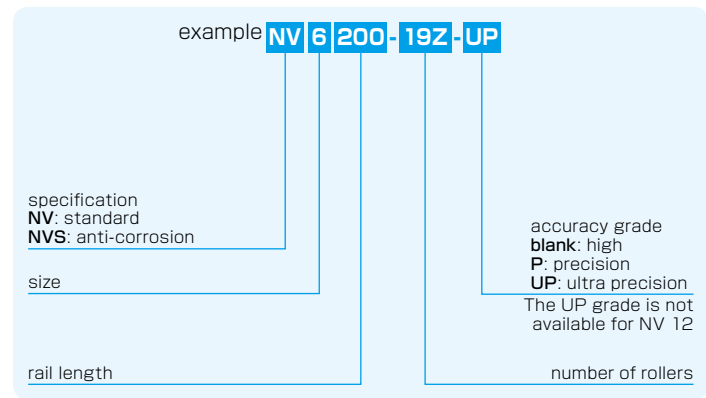 example NV 6 200 - 19Z - UP
specification
NV: standard
NVS: anti-corrosion
size
rail length
accuracy grade
blank: high
P: precision
UP: ultra precision
The UP grade is not
available for NV 12
number of rollers